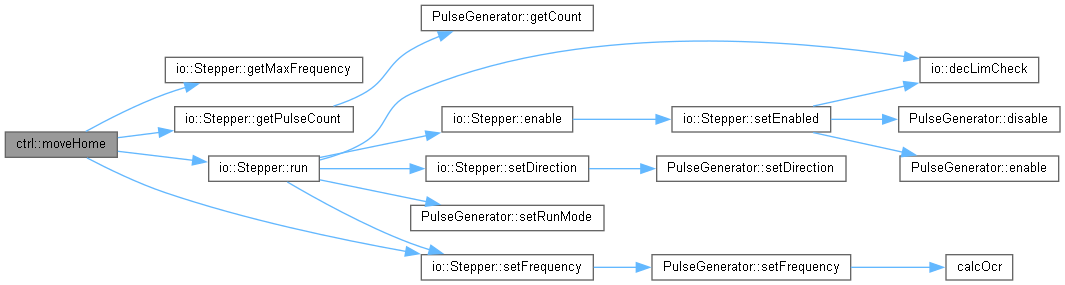 ctrl::moveHome
io::Stepper::getMaxFrequency
io::Stepper::getPulseCount
io::Stepper::run
PulseGenerator::getCount
io::Stepper::enable
io::Stepper::setDirection
PulseGenerator::setRunMode
io::Stepper::setFrequency
io::Stepper::setEnabled
PulseGenerator::setDirection
PulseGenerator::setFrequency
io::decLimCheck
PulseGenerator::disable
PulseGenerator::enable
calcOcr